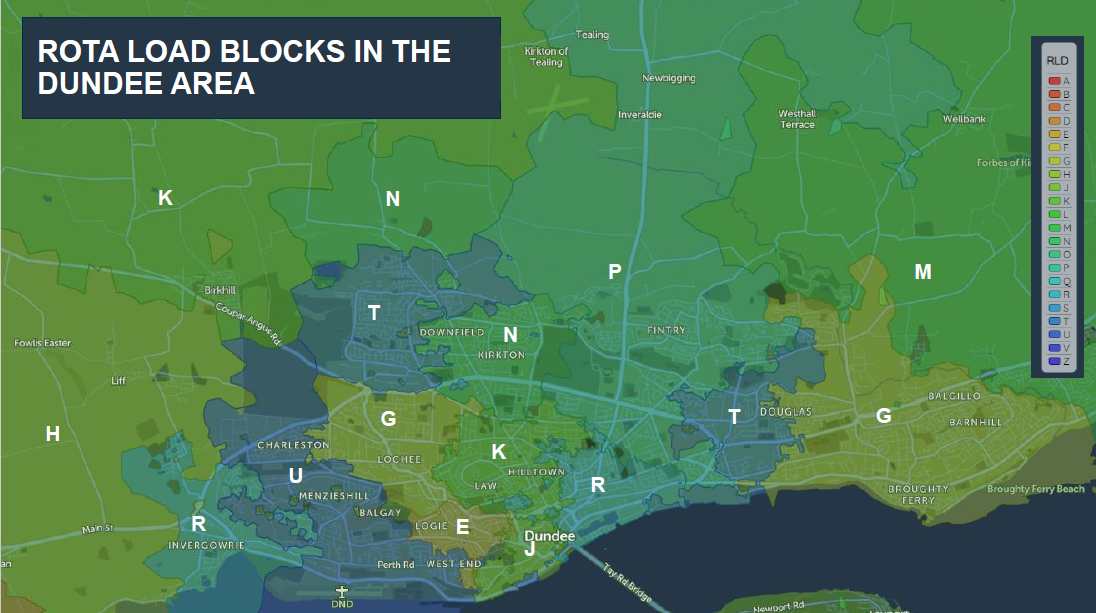 ROTA LOAD BLOCKS IN THE
DUNDEE AREA
Tealing
Kirkton of
Tealing
Newbigging
Inveraldie
Westhall
Terrace
Wellbank
Forbes of Ki
RLD
A
B
C
D
E
F
G
H
J
K
L
M
N
O
P
Q
R
S
T
U
V
Z
K
N
P
M
Birkhill
Coupar Angus Rd
T
DOWNFIELD
N
KIRKTON
FINTRY
Fowlis Easter
Liff
H
G
T
DOUGLAS
G
BALGILLO
BARNHILL
CHARLESTON
LOCHEE
K
HILLTOWN
LAW
U
MENZIESHILL
R
BROUGHTY
FERRY
Broughty Ferry Beach
BALGAY
LOGIE
E
Main St
R
INVERGOWRIE
Dundee
J
an
Perth Rd
WEST END
Tay Rd Bridge
DND
Newport Rd